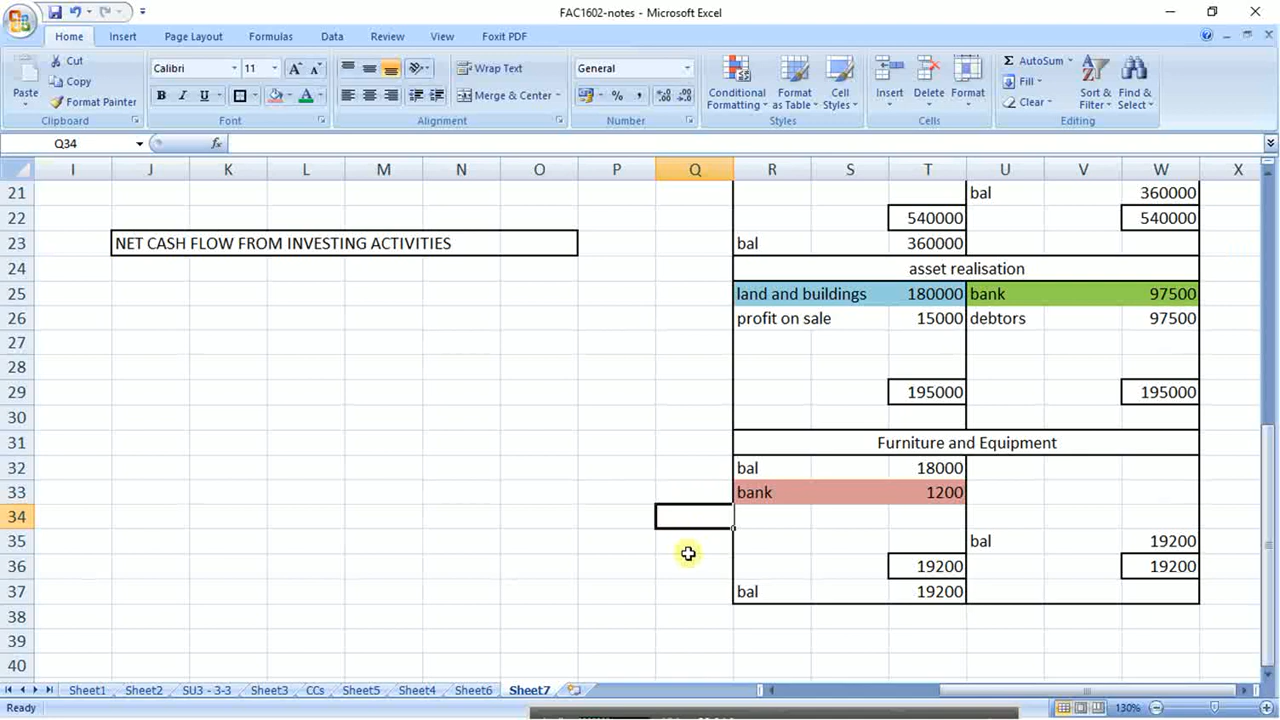 FAC1602-notes - Microsoft Excel
Home Insert Page Layout Formulas Data Review View Foxit PDF
Cut
Copy
Format Painter
Paste
Calibri 11
B I U
Wrap Text
Merge & Center
General
%
Conditional Formatting
Format as Table
Cell Styles
Insert Delete Format
AutoSum
Fill
Clear
Sort & Filter
Find & Select
Clipboard Font Alignment Number Styles Cells Editing
Q34 fx
I J K L M N O P Q R S T U V W X
21 bal 360000
22 540000 540000
23 NET CASH FLOW FROM INVESTING ACTIVITIES bal 360000
24 asset realisation
25 land and buildings 180000 bank 97500
26 profit on sale 15000 debtors 97500
27
28
29 195000 195000
30
31 Furniture and Equipment
32 bal 18000
33 bank 1200
34
35 bal 19200
36 19200 19200
37 bal 19200
38
39
40
Sheet1 Sheet2 SU3 - 3-3 Sheet3 CCs Sheet5 Sheet4 Sheet6 Sheet7
Ready 130%